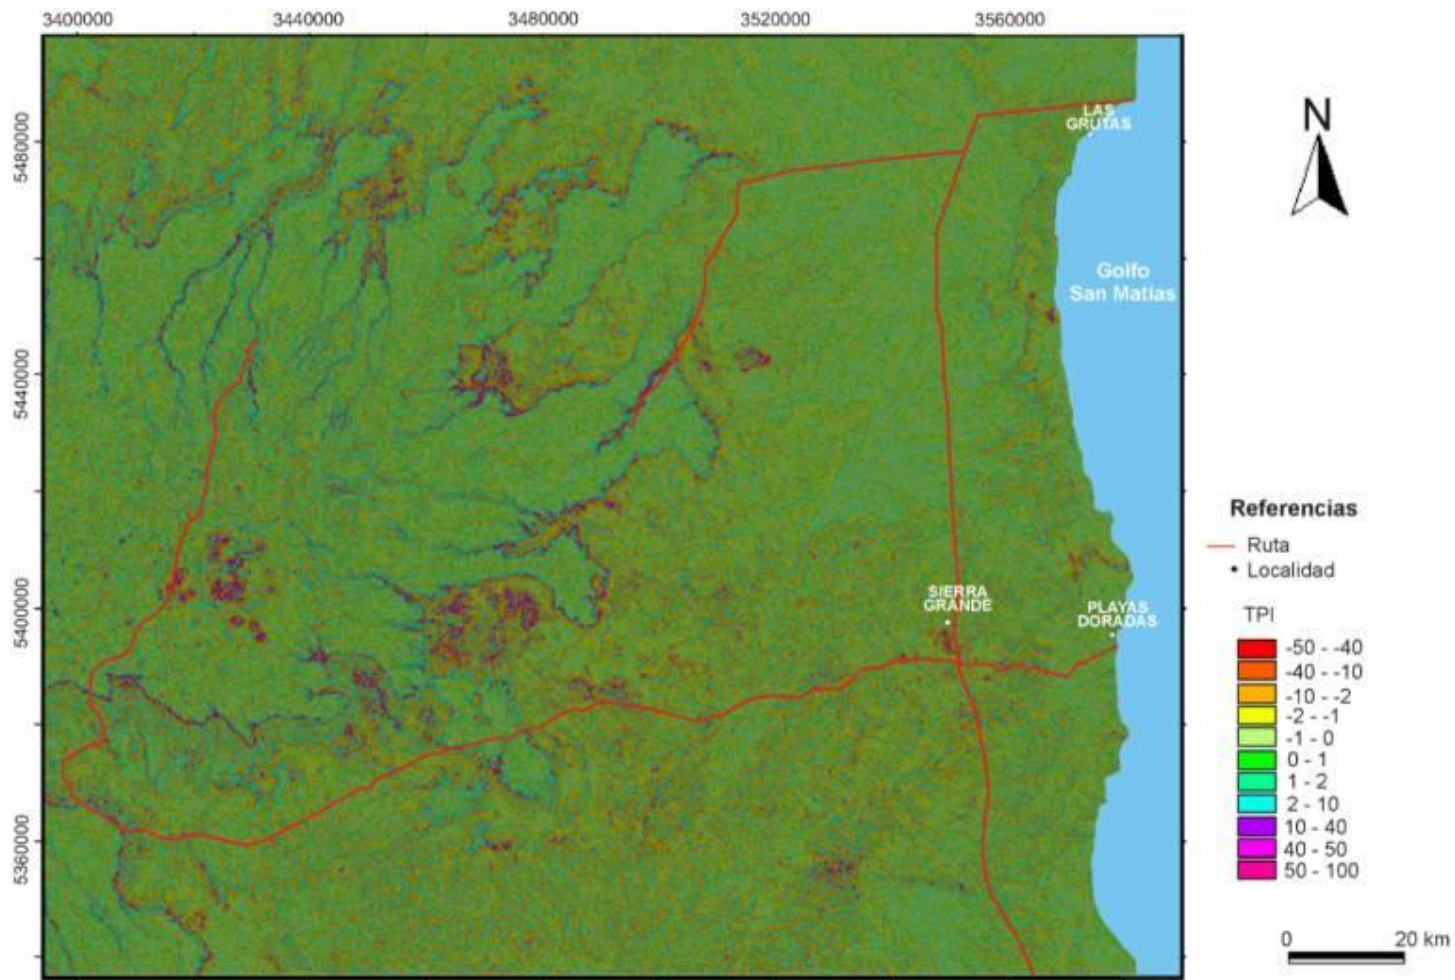 3400000 3440000 3480000 3520000 3560000
5480000
5440000
5400000
5360000
LAS
GRUTAS
Golfo
San Matias
SIERRA
GRANDE
PLAYAS
DORADAS
N
Referencias
Ruta
Localidad
TPI
-50 - -40
-40 - -10
-10 - -2
-2 - -1
-1 - 0
0 - 1
1 - 2
2 - 10
10 - 40
40 - 50
50 - 100
0 20 km